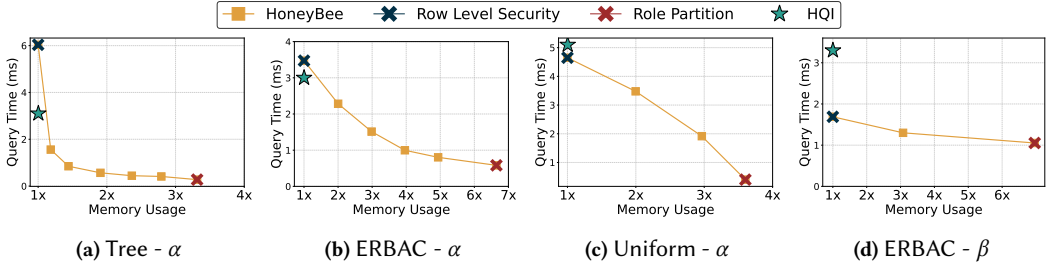 HoneyBee Row Level Security Role Partition HQI
Query Time (ms)
6
4
2
0
1x 2x 3x 4x
Memory Usage
(a) Tree - α
Query Time (ms)
4
3
2
1
0
1x 2x 3x 4x 5x 6x 7x
Memory Usage
(b) ERBAC - α
Query Time (ms)
5
4
3
2
1
1x 2x 3x 4x
Memory Usage
(c) Uniform - α
Query Time (ms)
3
2
1
0
1x 2x 3x 4x 5x 6x
Memory Usage
(d) ERBAC - β